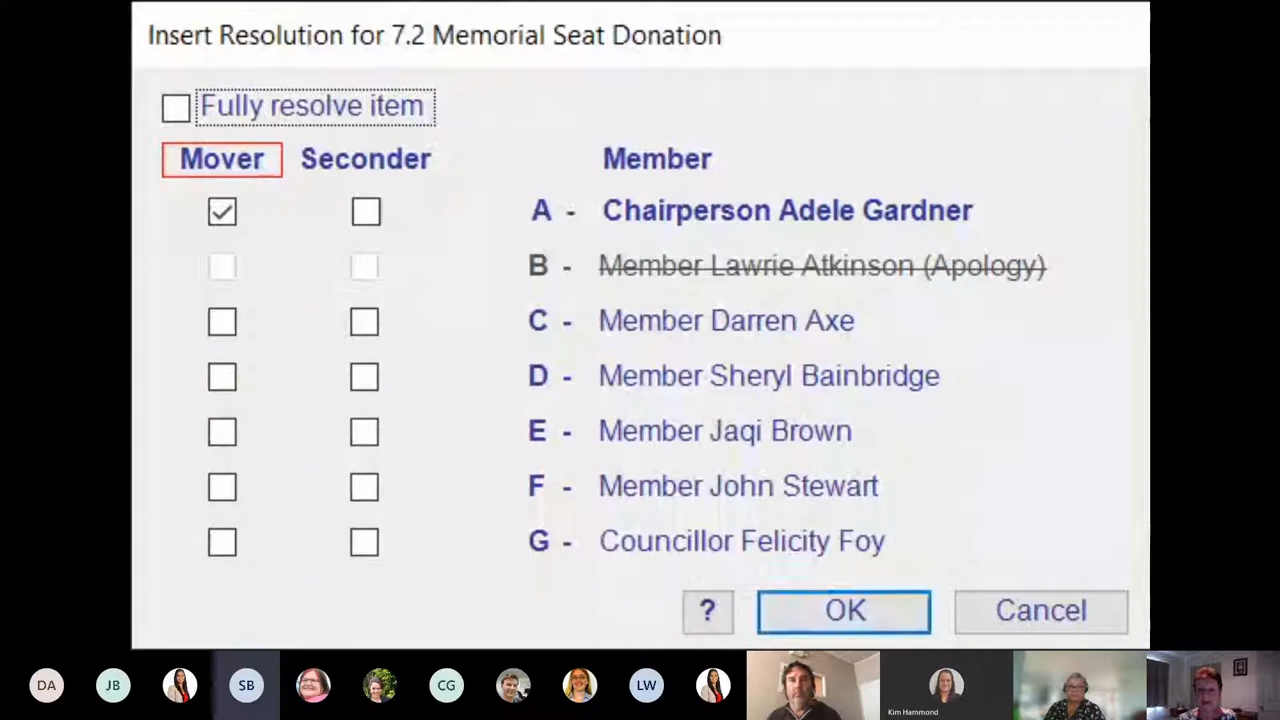 Insert Resolution for 7.2 Memorial Seat Donation
Fully resolve item
Mover Seconder Member
A - Chairperson Adele Gardner
B - Member Lawrie Atkinson (Apology)
C - Member Darren Axe
D - Member Sheryl Bainbridge
E - Member Jaqi Brown
F - Member John Stewart
G - Councillor Felicity Foy
? OK Cancel
DA JB SB CG LW
Kim Hammond